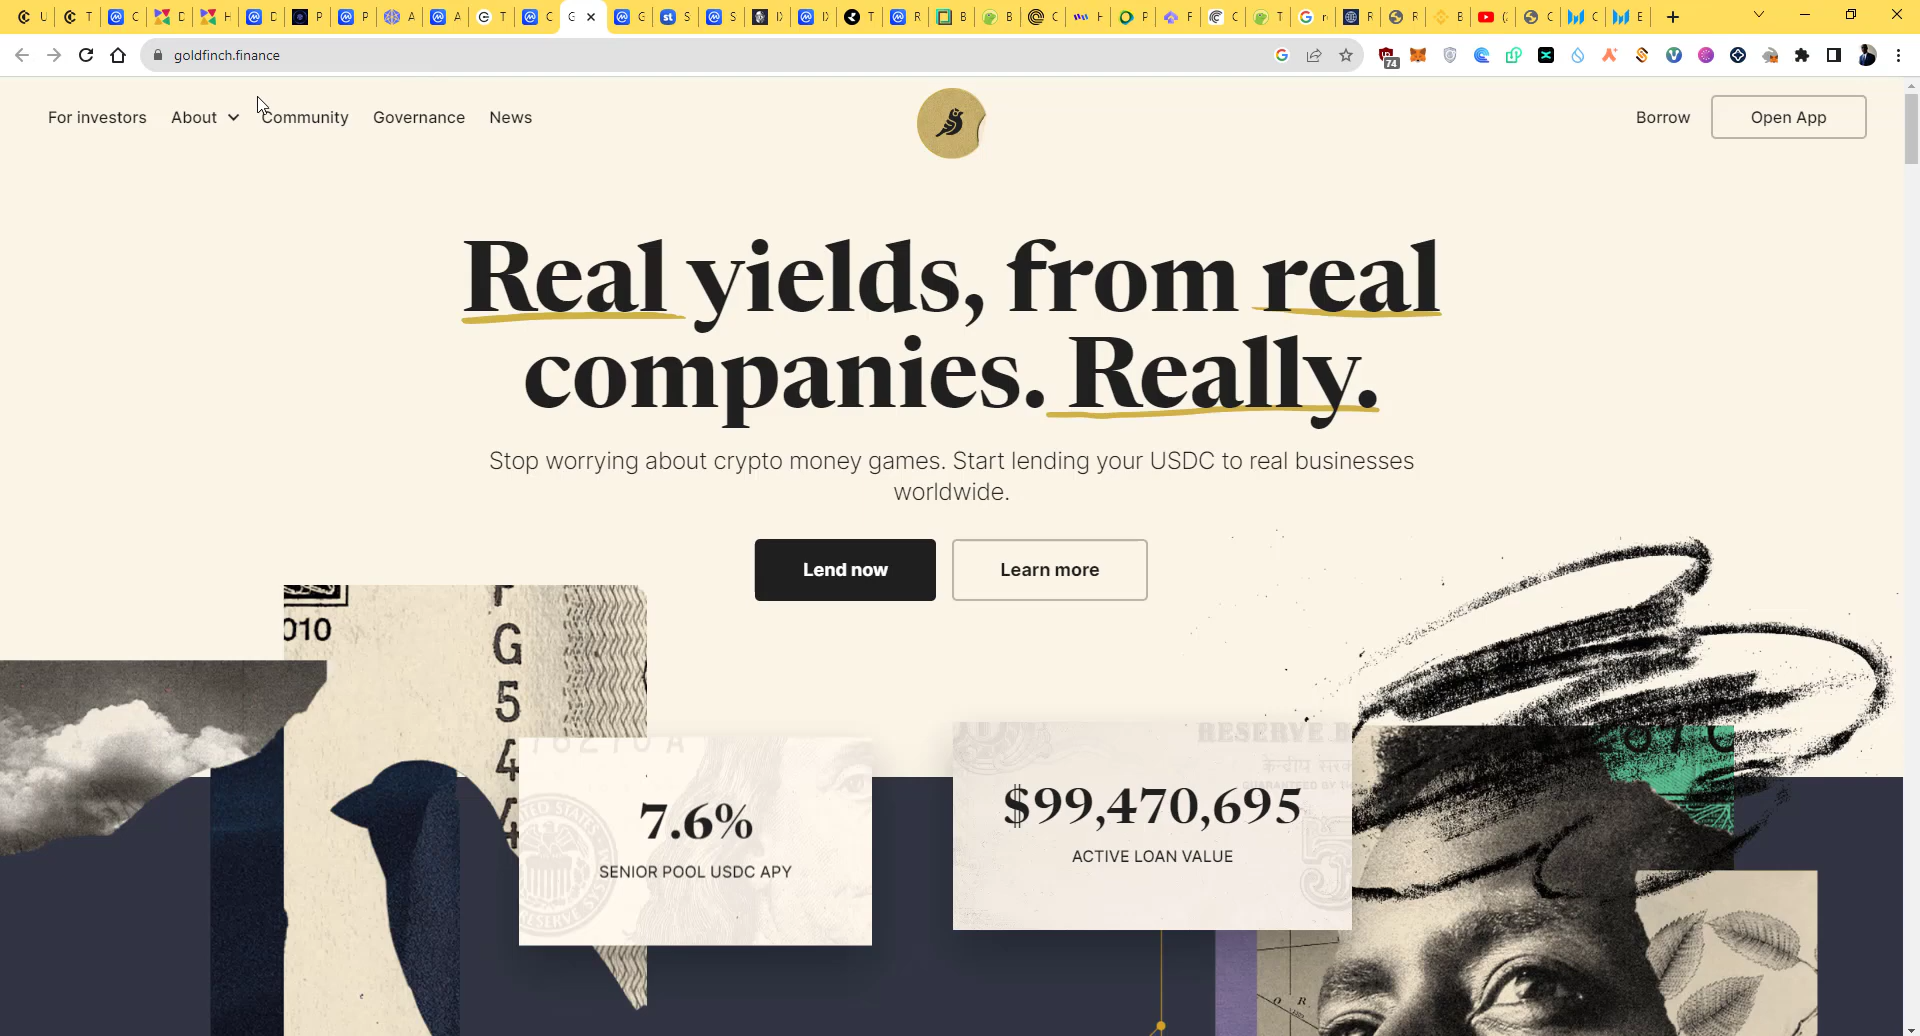 U
T
C
D
H
D
P
P
A
A
T
C
G
G
S
S
D
T
R
B
B
C
H
P
F
C
T
r
R
R
B
(
C
C
E
goldfinch.finance
74
For investors
About
Community
Governance
News
Borrow
Open App
Real yields, from real
companies. Really.
Stop worrying about crypto money games. Start lending your USDC to real businesses
worldwide.
Lend now
Learn more
010
G
5
4
4
RESERVE B
7.6%
SENIOR POOL USDC APY
$99,470,695
ACTIVE LOAN VALUE
O R.